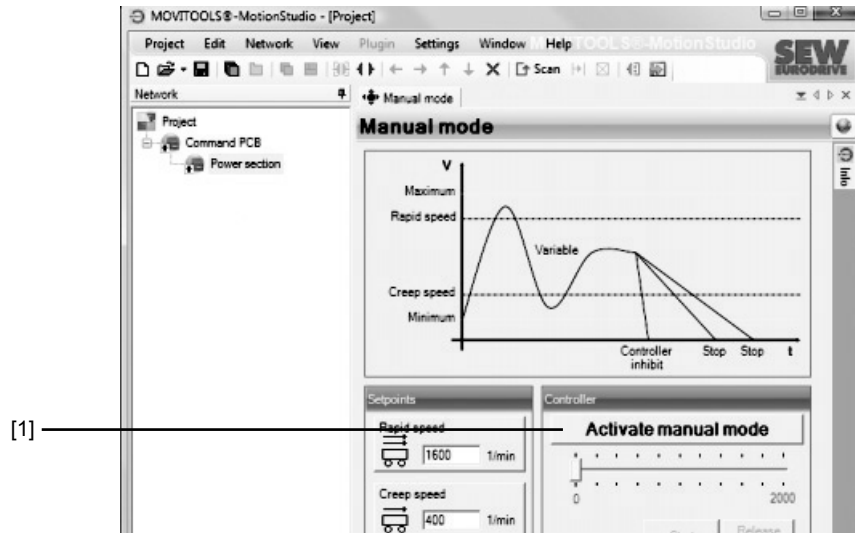 MOVITOOLS®-MotionStudio - [Project]
Project Edit Network View Plugin Settings Window Help
SEW
EURODRIVE
Scan
Network
Manual mode
Project
Command PCB
Power section
Manual mode
Info
V
Maximum
Rapid speed
Variable
Creep speed
Minimum
Controller inhibit
Stop
Stop
t
Setpoints
Controller
Rapid speed
[1]
Activate manual mode
1600 1/min
0 2000
Creep speed
400 1/min
Release